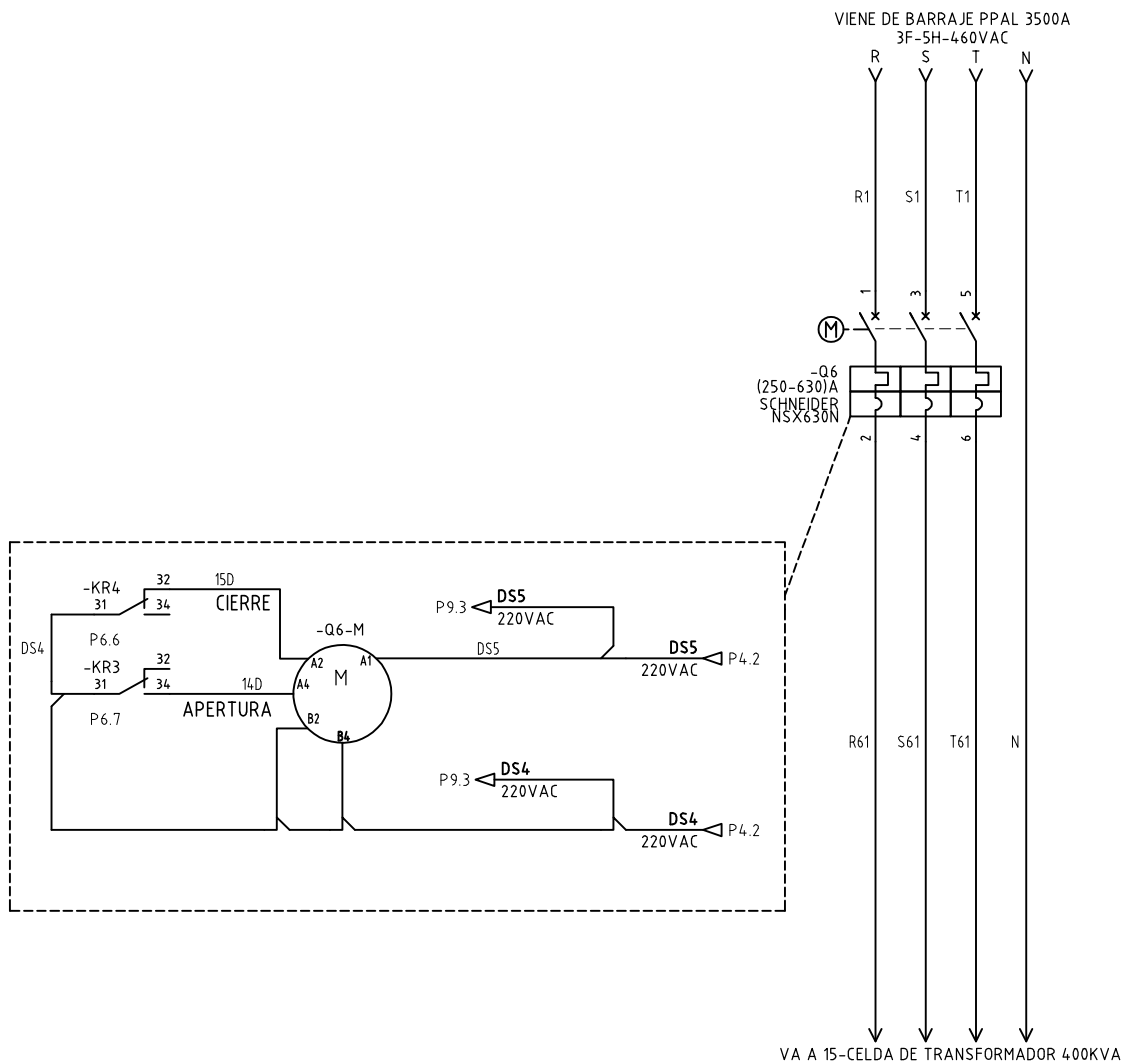 VIENE DE BARRAJE PPAL 3500A
3F-5H-460VAC
R S T N
R1 S1 T1
1 3 5
M
-Q6
(250-630)A
SCHNEIDER
NSX630N
2 4 6
32 15D
-KR4
31 34 CIERRE
P6.6
DS4
-KR3 32
31 34 14D
P6.7 APERTURA
-Q6-M
A2 A1
M
A4
B2
B4
P9.3 DS5
220VAC
DS5 DS5
220VAC P4.2
P9.3 DS4
220VAC
DS4
220VAC P4.2
R61 S61 T61 N
VA A 15-CELDA DE TRANSFORMADOR 400KVA